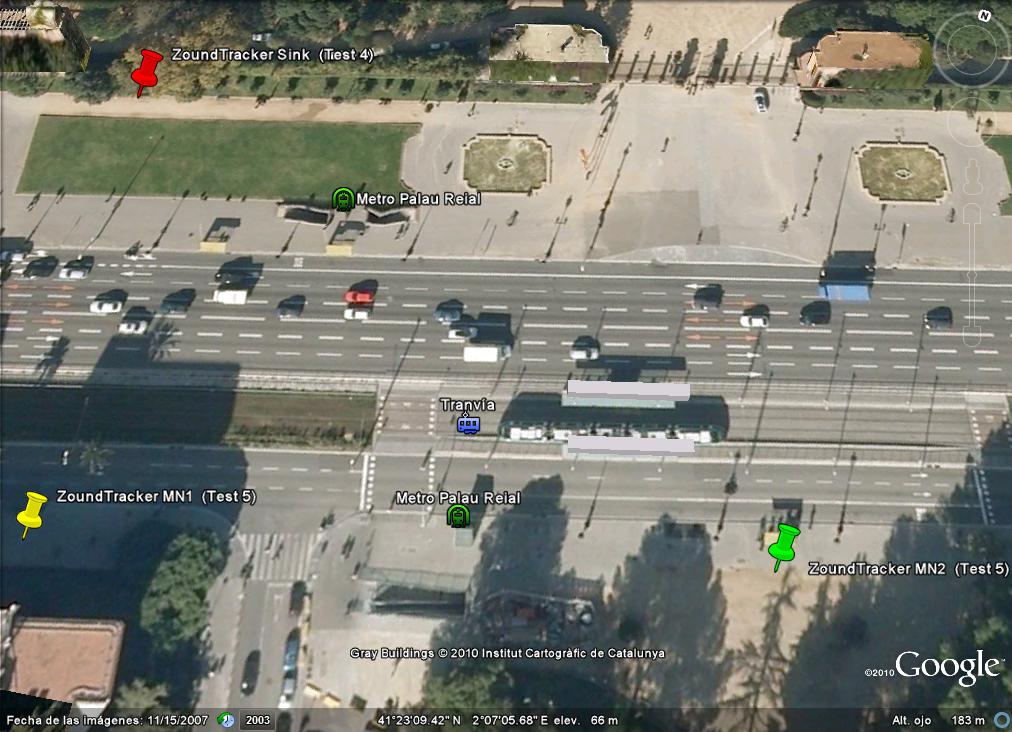 N
ZoundTracker Sink (Test 4)
Metro Palau Reial
BUS
Tranvía
ZoundTracker MN1 (Test 5)
Metro Palau Reial
ZoundTracker MN2 (Test 5)
Gray Buildings © 2010 Institut Cartogràfic de Catalunya
©2010 Google
Fecha de las imágenes: 11/15/2007 2003 41°23'09.42" N 2°07'05.68" E elev. 66 m Alt. ojo 183 m